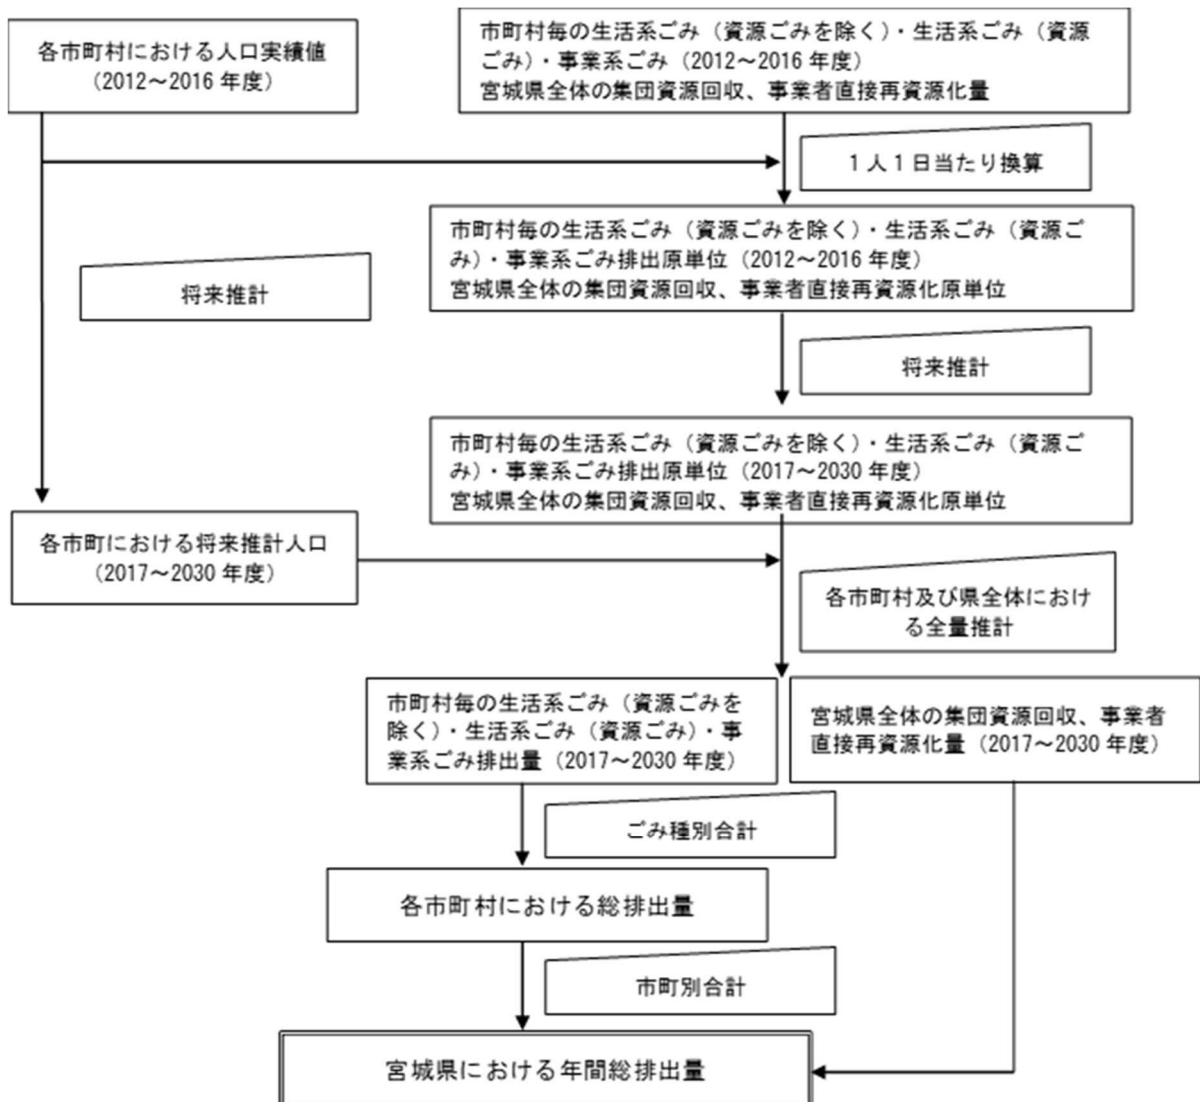 各市町村における人口実績値
(2012～2016 年度)
市町村毎の生活系ごみ（資源ごみを除く）・生活系ごみ（資源
ごみ）・事業系ごみ（2012～2016 年度）
宮城県全体の集団資源回収、事業者直接再資源化量
１人１日当たり換算
市町村毎の生活系ごみ（資源ごみを除く）・生活系ごみ（資源ご
み）・事業系ごみ排出原単位（2012～2016 年度）
宮城県全体の集団資源回収、事業者直接再資源化原単位
将来推計
将来推計
市町村毎の生活系ごみ（資源ごみを除く）・生活系ごみ（資源ご
み）・事業系ごみ排出原単位（2017～2030 年度）
宮城県全体の集団資源回収、事業者直接再資源化原単位
各市町における将来推計人口
(2017～2030 年度)
各市町村及び県全体におけ
る全量推計
市町村毎の生活系ごみ（資源ごみを
除く）・生活系ごみ（資源ごみ）・事
業系ごみ排出量（2017～2030 年度）
宮城県全体の集団資源回収、事業者
直接再資源化量（2017～2030 年度）
ごみ種別合計
各市町村における総排出量
市町別合計
宮城県における年間総排出量